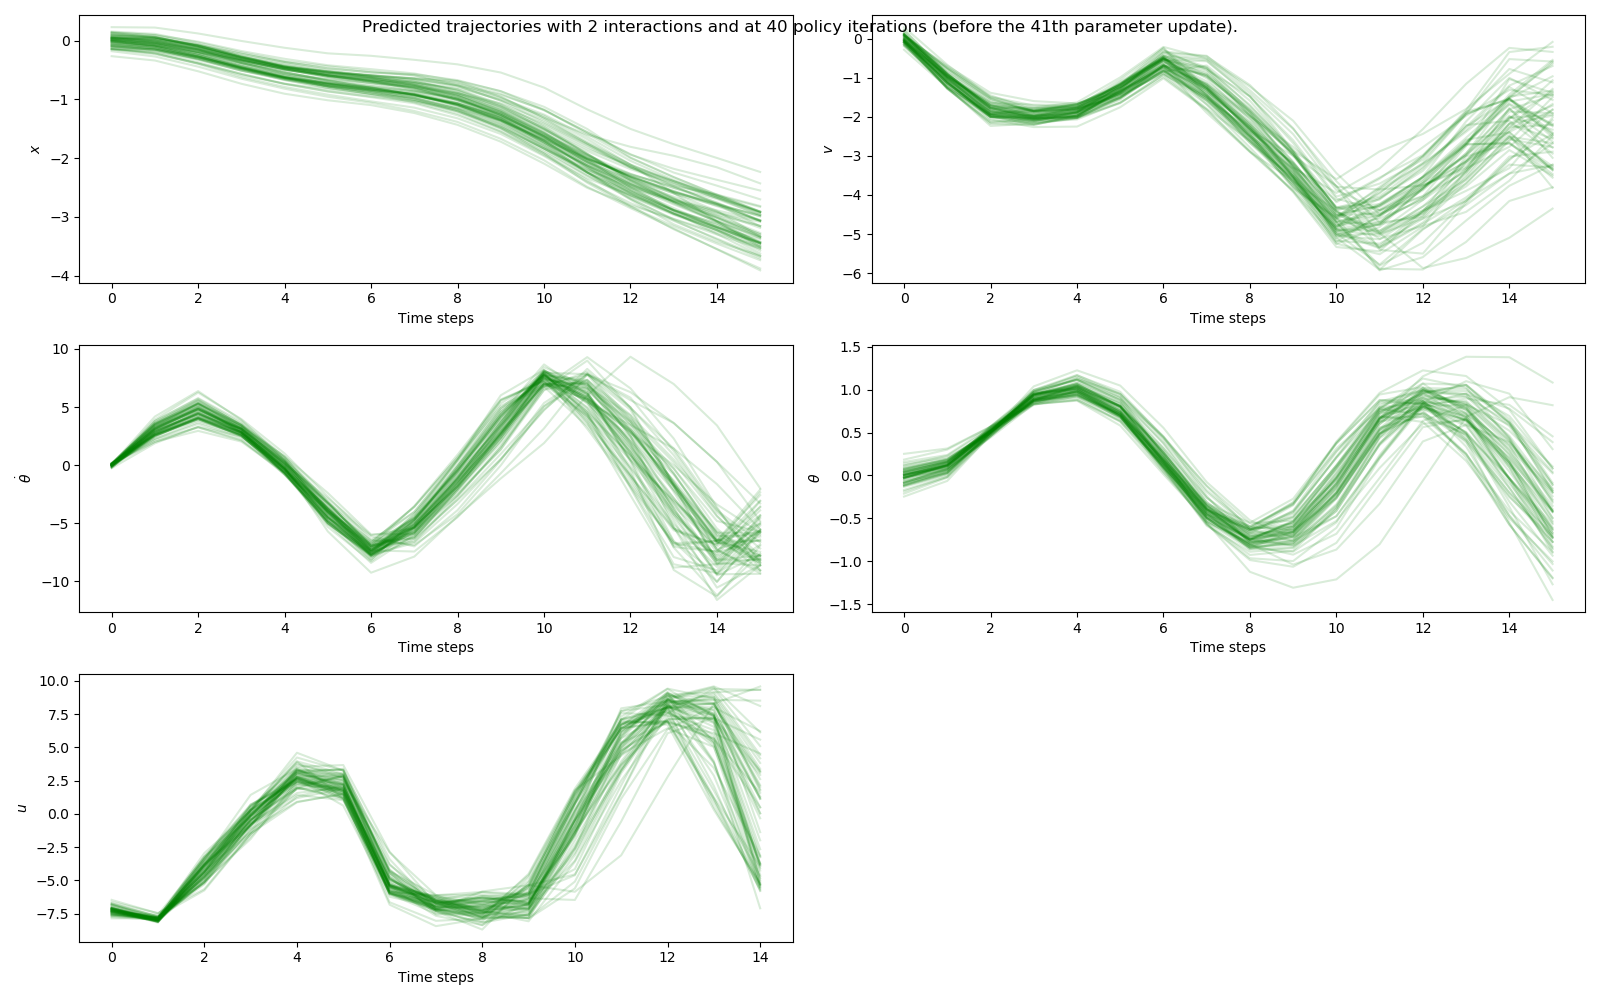 Predicted trajectories with 2 interactions and at 40 policy iterations (before the 41th parameter update).
0
−1
−2
−3
−4
x
0 2 4 6 8 10 12 14
Time steps
0
−1
−2
−3
−4
−5
−6
v
0 2 4 6 8 10 12 14
Time steps
10
5
0
−5
−10
θ̇
0 2 4 6 8 10 12 14
Time steps
1.5
1.0
0.5
0.0
−0.5
−1.0
−1.5
θ
0 2 4 6 8 10 12 14
Time steps
10.0
7.5
5.0
2.5
0.0
−2.5
−5.0
−7.5
u
0 2 4 6 8 10 12 14
Time steps